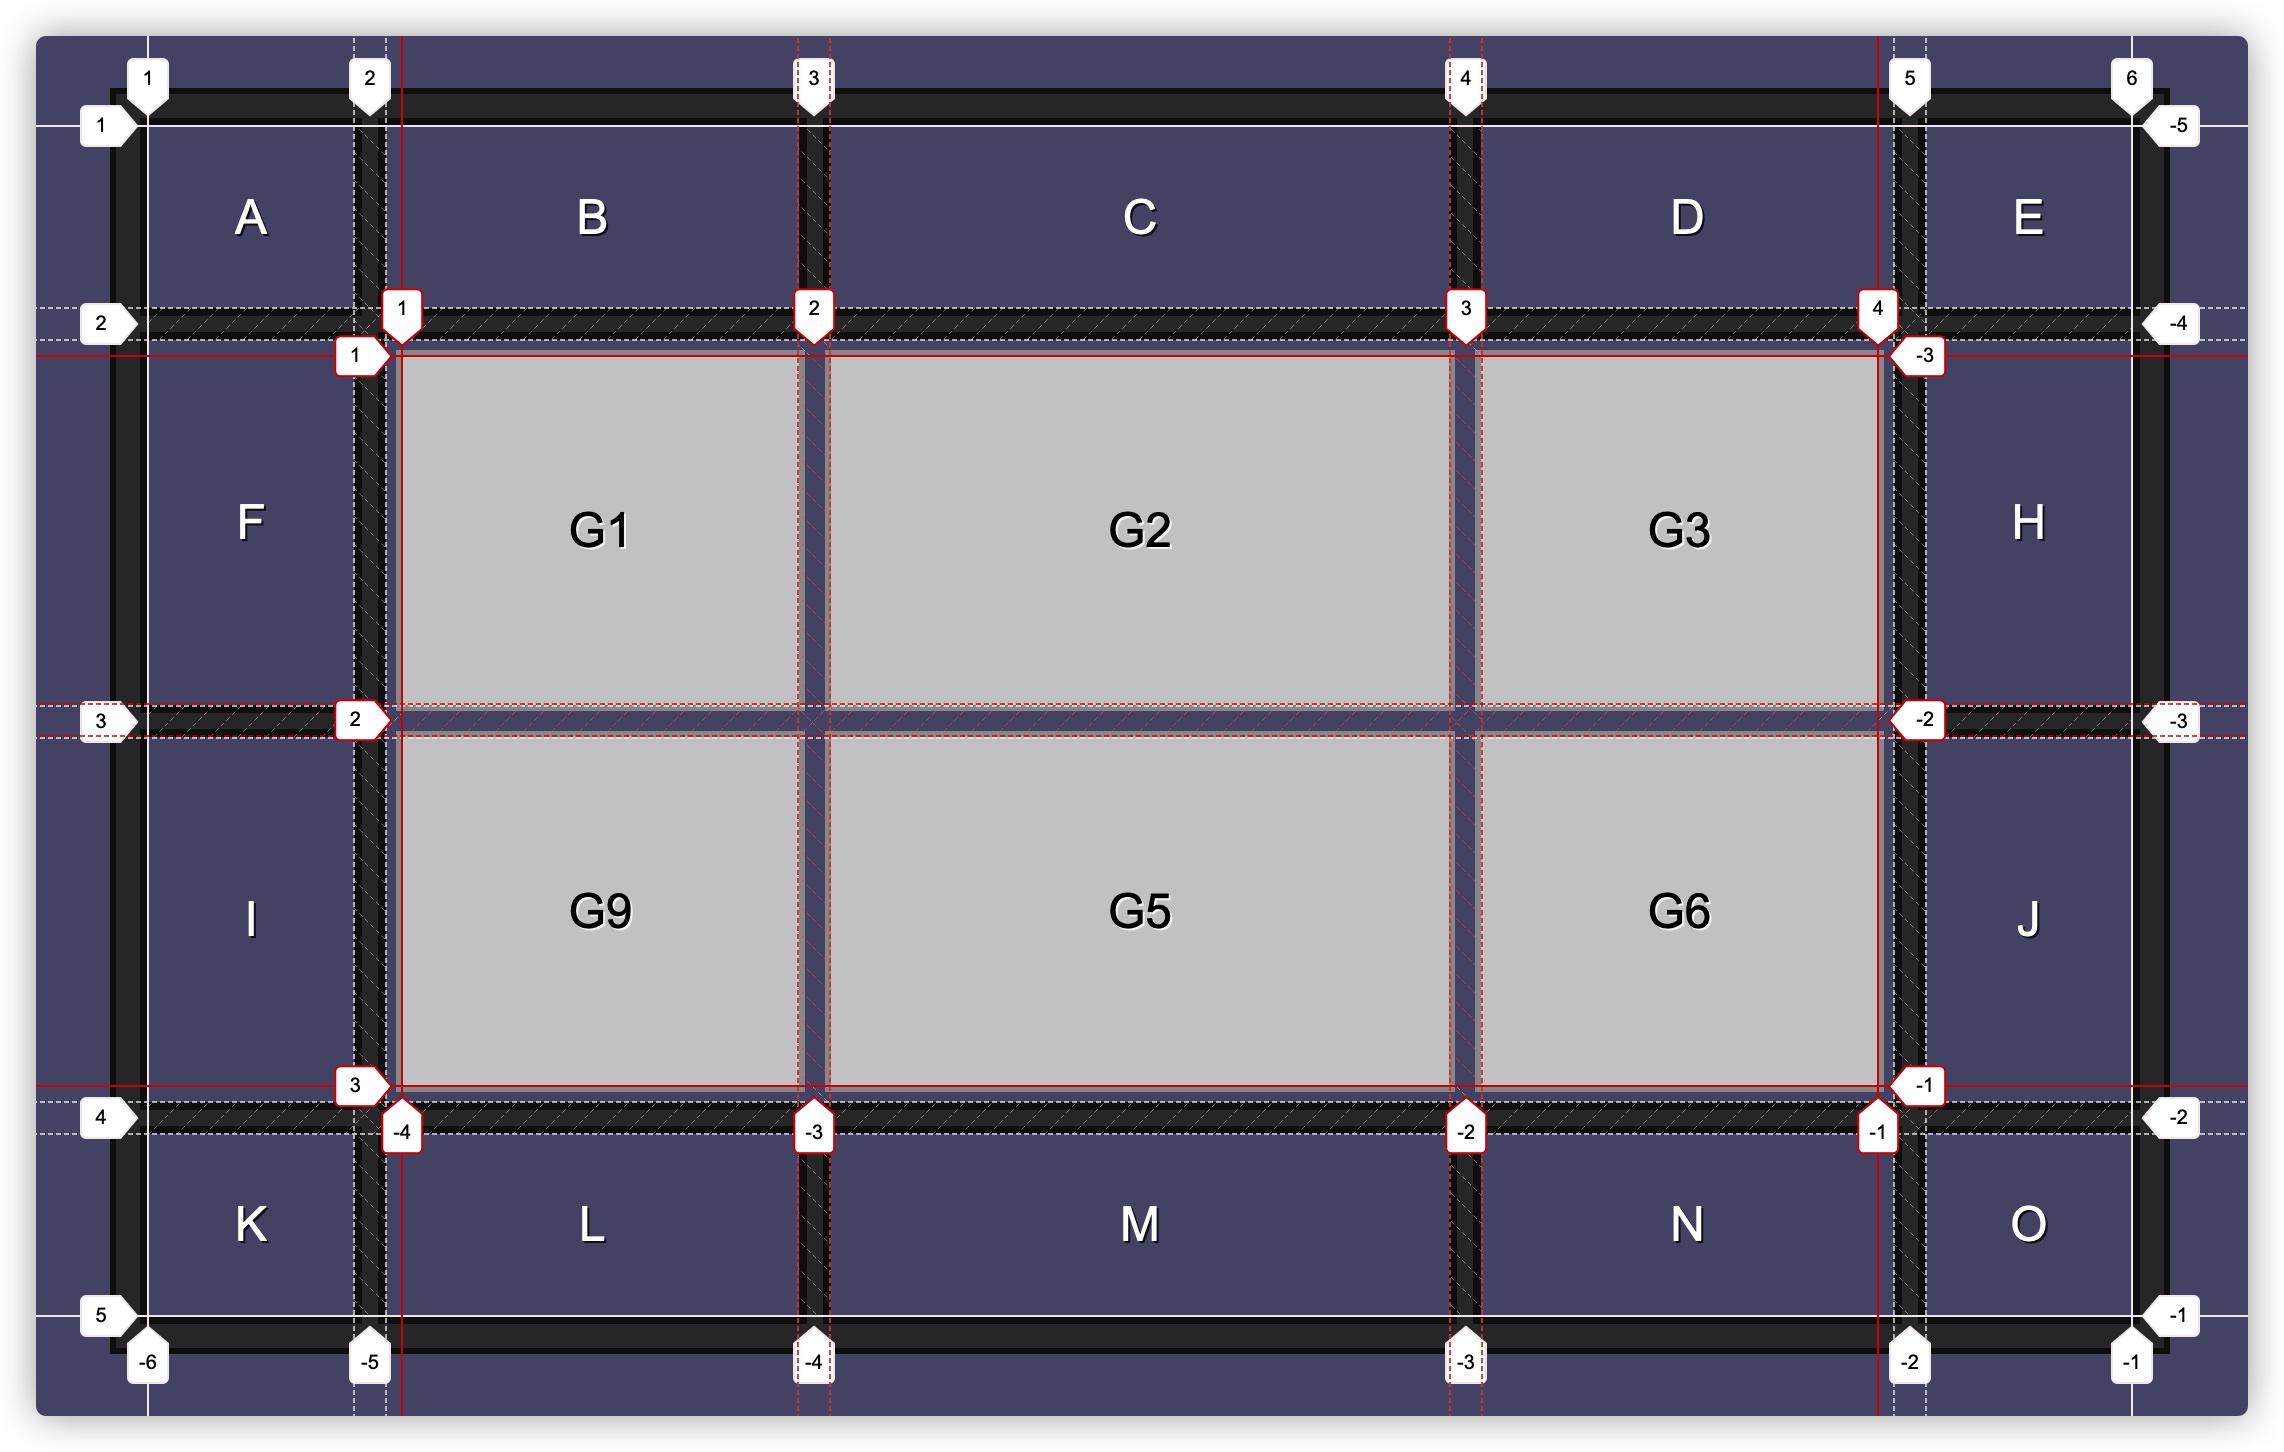 1 2 3 4 5 6
1 -5
A B C D E
1 2 3 4
2 -4
1 -3
F G1 G2 G3 H
3 2 -2 -3
I G9 G5 G6 J
3 -1
4 -2
-4 -3 -2 -1
K L M N O
5 -1
-6 -5 -4 -3 -2 -1